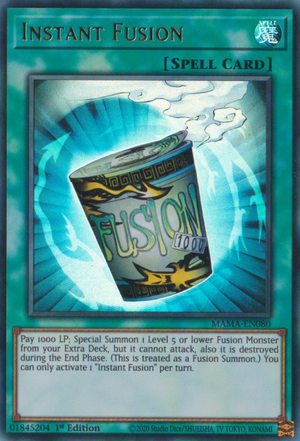 INSTANT FUSION
SPELL
[SPELL CARD]
FUSION
1000
MAMA-EN080
Pay 1000 LP; Special Summon 1 Level 5 or lower Fusion Monster
from your Extra Deck, but it cannot attack, also it is destroyed
during the End Phase. (This is treated as a Fusion Summon.) You
can only activate 1 "Instant Fusion" per turn.
01845204 1st Edition ©2020 Studio Dice/SHUEISHA, TV TOKYO, KONAMI